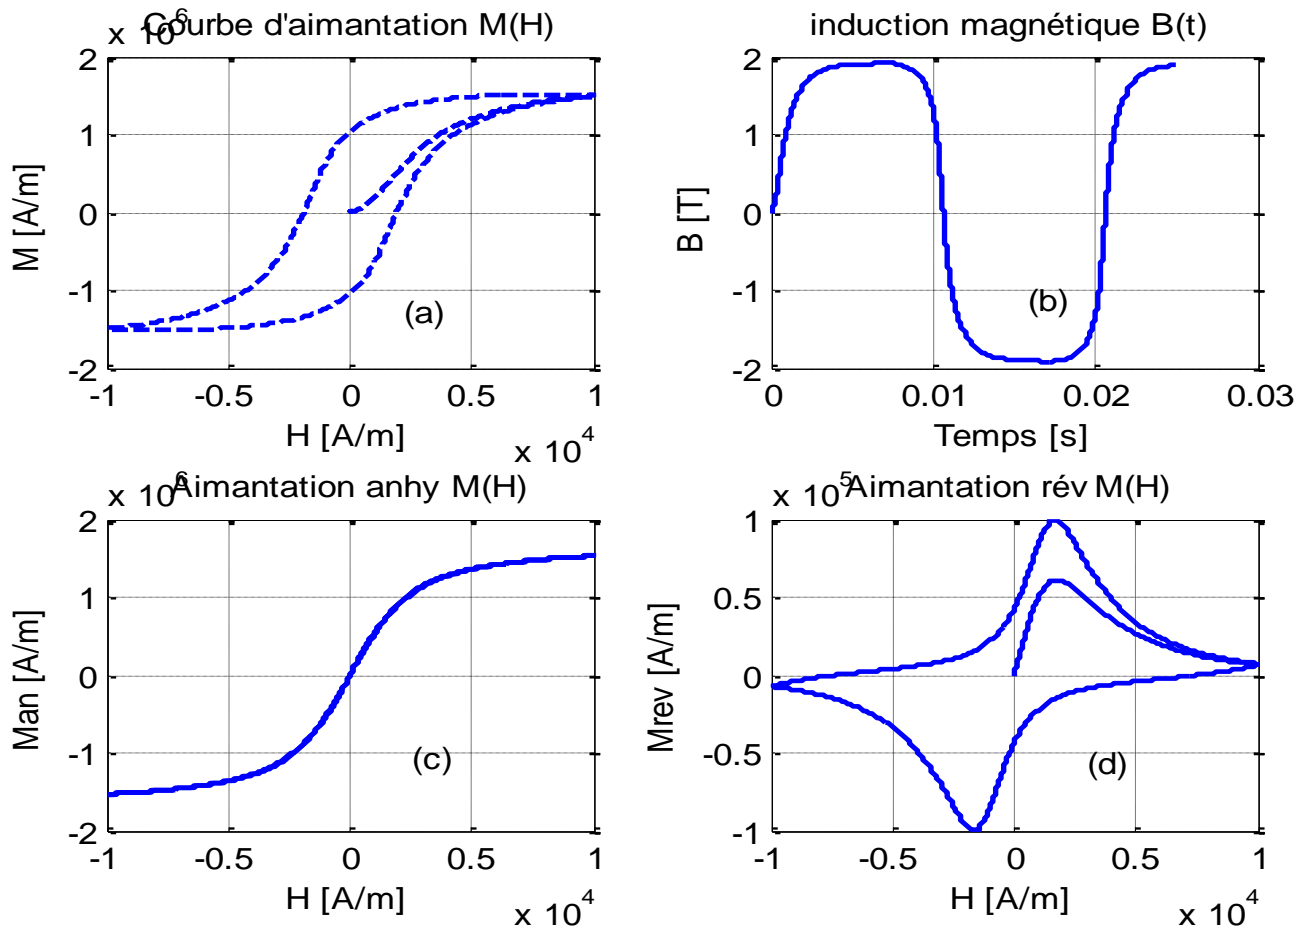 Courbe d'aimantation M(H)
x 10^6
M [A/m]
2
1
0
-1
-2
(a)
-1 -0.5 0 0.5 1
H [A/m]
x 10^4
induction magnétique B(t)
B [T]
2
1
0
-1
-2
(b)
0 0.01 0.02 0.03
Temps [s]
Aimantation anhy M(H)
x 10^6
Man [A/m]
2
1
0
-1
-2
(c)
-1 -0.5 0 0.5 1
H [A/m]
x 10^4
Aimantation rév M(H)
x 10^5
Mrev [A/m]
1
0.5
0
-0.5
-1
(d)
-1 -0.5 0 0.5 1
H [A/m]
x 10^4